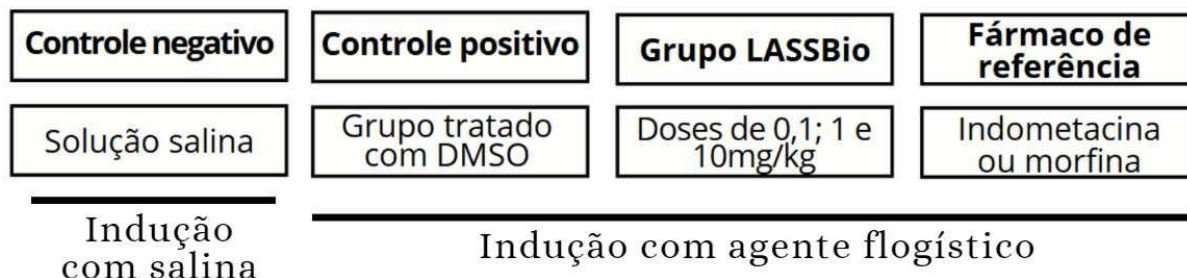 Controle negativo
Controle positivo
Grupo LASSBio
Fármaco de
referência
Solução salina
Grupo tratado
com DMSO
Doses de 0,1; 1 e
10mg/kg
Indometacina
ou morfina
Indução
com salina
Indução com agente flogístico